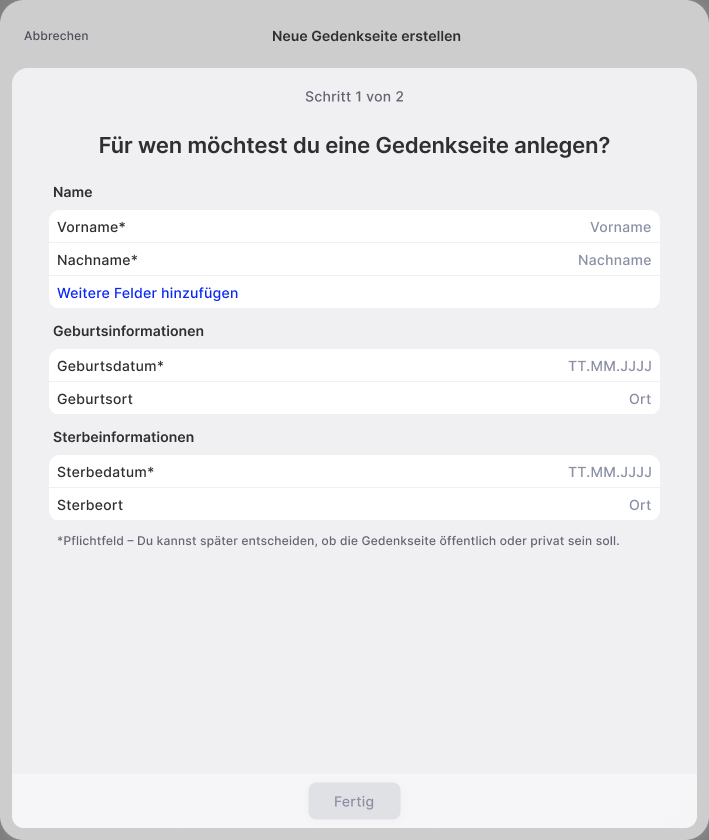 Abbrechen
Neue Gedenkseite erstellen
Schritt 1 von 2
Für wen möchtest du eine Gedenkseite anlegen?
Name
Vorname* Vorname
Nachname* Nachname
Weitere Felder hinzufügen
Geburtsinformationen
Geburtsdatum* TT.MM.JJJJ
Geburtsort Ort
Sterbeinformationen
Sterbedatum* TT.MM.JJJJ
Sterbeort Ort
*Pflichtfeld – Du kannst später entscheiden, ob die Gedenkseite öffentlich oder privat sein soll.
Fertig